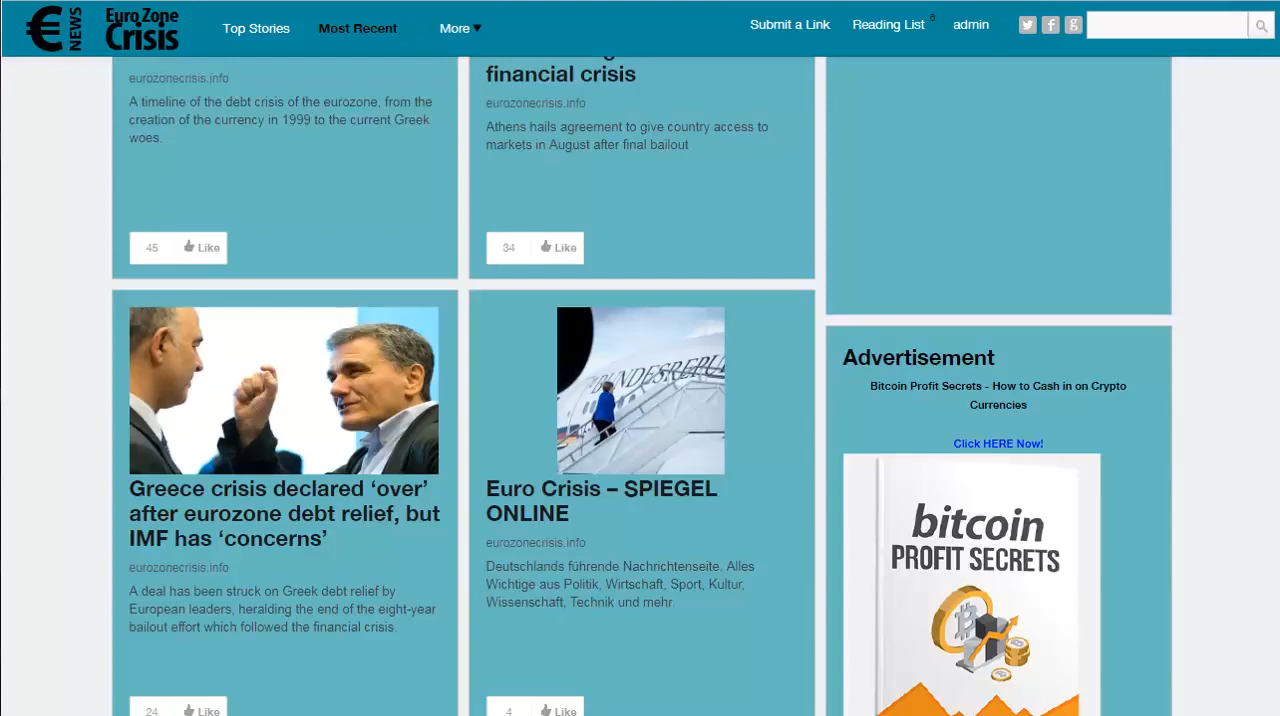 € NEWS
Euro Zone
Crisis
Top Stories
Most Recent
More ▾
Submit a Link
Reading List
admin
eurozonecrisis.info
A timeline of the debt crisis of the eurozone, from the
creation of the currency in 1999 to the current Greek
woes.
45
Like
financial crisis
eurozonecrisis.info
Athens hails agreement to give country access to
markets in August after final bailout
34
Like
Greece crisis declared ‘over’
after eurozone debt relief, but
IMF has ‘concerns’
eurozonecrisis.info
A deal has been struck on Greek debt relief by
European leaders, heralding the end of the eight-year
bailout effort which followed the financial crisis.
24
Like
BUNDESREPU
Euro Crisis – SPIEGEL
ONLINE
eurozonecrisis.info
Deutschlands führende Nachrichtenseite. Alles
Wichtige aus Politik, Wirtschaft, Sport, Kultur,
Wissenschaft, Technik und mehr
4
Like
Advertisement
Bitcoin Profit Secrets - How to Cash in on Crypto
Currencies
Click HERE Now!
bitcoin
PROFIT SECRETS